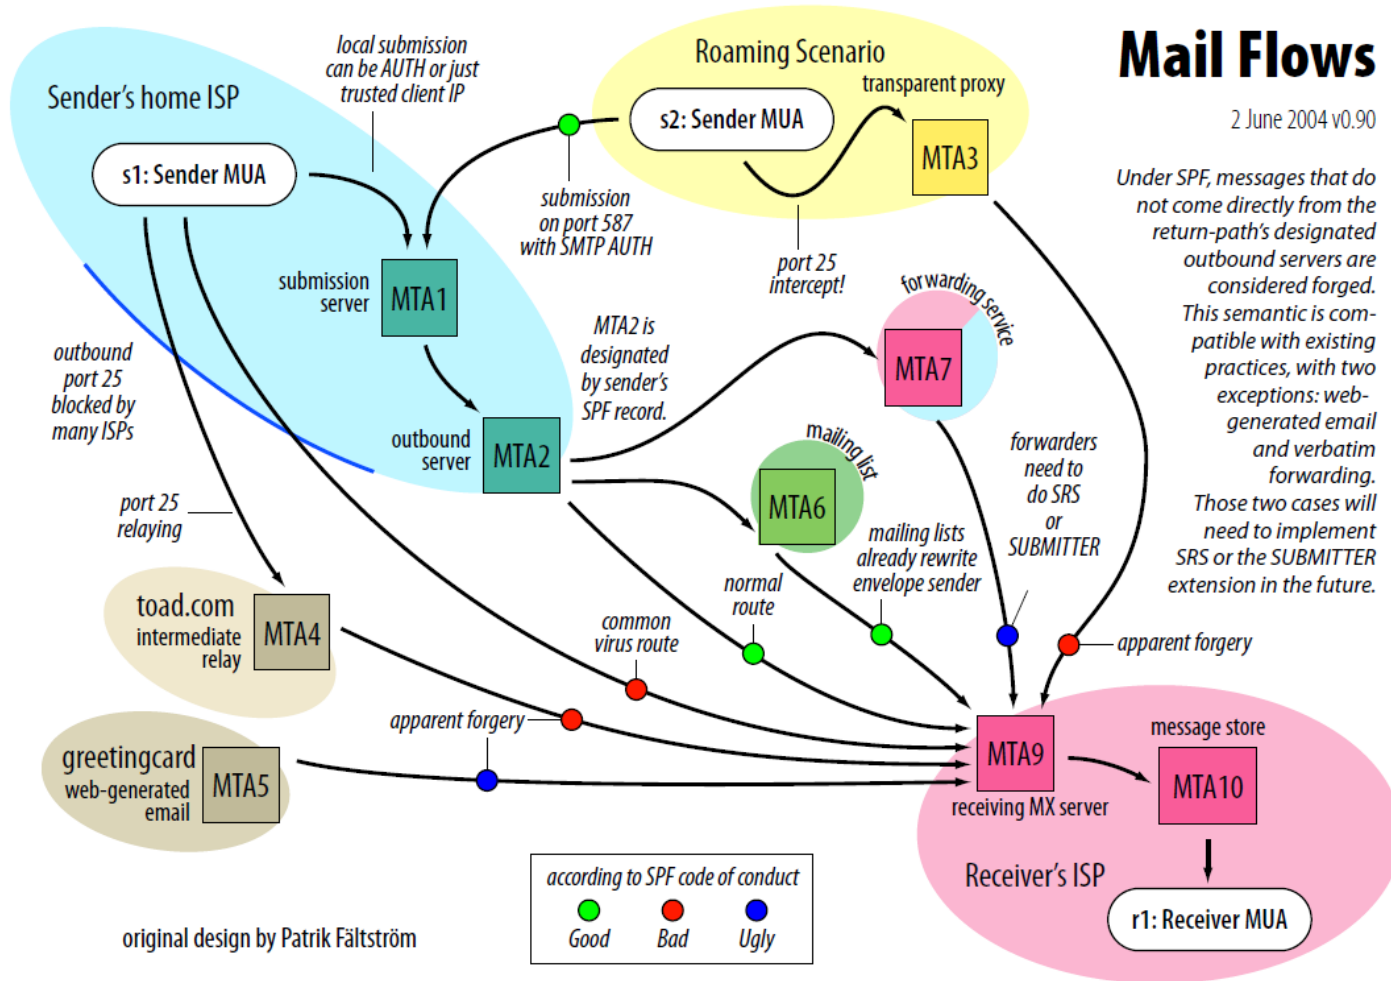 Mail Flows
2 June 2004 v0.90
Under SPF, messages that do
not come directly from the
return-path's designated
outbound servers are
considered forged.
This semantic is com-
patible with existing
practices, with two
exceptions: web-
generated email
and verbatim
forwarding.
Those two cases will
need to implement
SRS or the SUBMITTER
extension in the future.
Sender's home ISP
local submission
can be AUTH or just
trusted client IP
s1: Sender MUA
Roaming Scenario
transparent proxy
s2: Sender MUA
MTA3
submission
on port 587
with SMTP AUTH
port 25
intercept!
submission
server
MTA1
outbound
port 25
blocked by
many ISPs
MTA2 is
designated
by sender's
SPF record.
forwarding service
MTA7
outbound
server
MTA2
mailing list
MTA6
forwarders
need to
do SRS
or
SUBMITTER
port 25
relaying
mailing lists
already rewrite
envelope sender
normal
route
common
virus route
toad.com
intermediate
relay
MTA4
apparent forgery
apparent forgery
greetingcard
web-generated
email
MTA5
MTA9
receiving MX server
message store
MTA10
Receiver's ISP
r1: Receiver MUA
according to SPF code of conduct
Good
Bad
Ugly
original design by Patrik Fältström